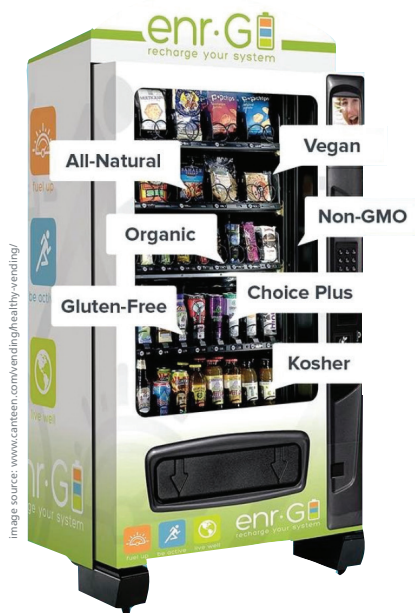 enr·G
recharge your system
popchips
popchips
All-Natural
Vegan
Non-GMO
Organic
Choice Plus
Gluten-Free
Kosher
fuel up
be active
live well
enr·G
recharge your system
fuel up
be active
live well
enr·G
recharge your system
image source: www.canteen.com/vending/healthy-vending/